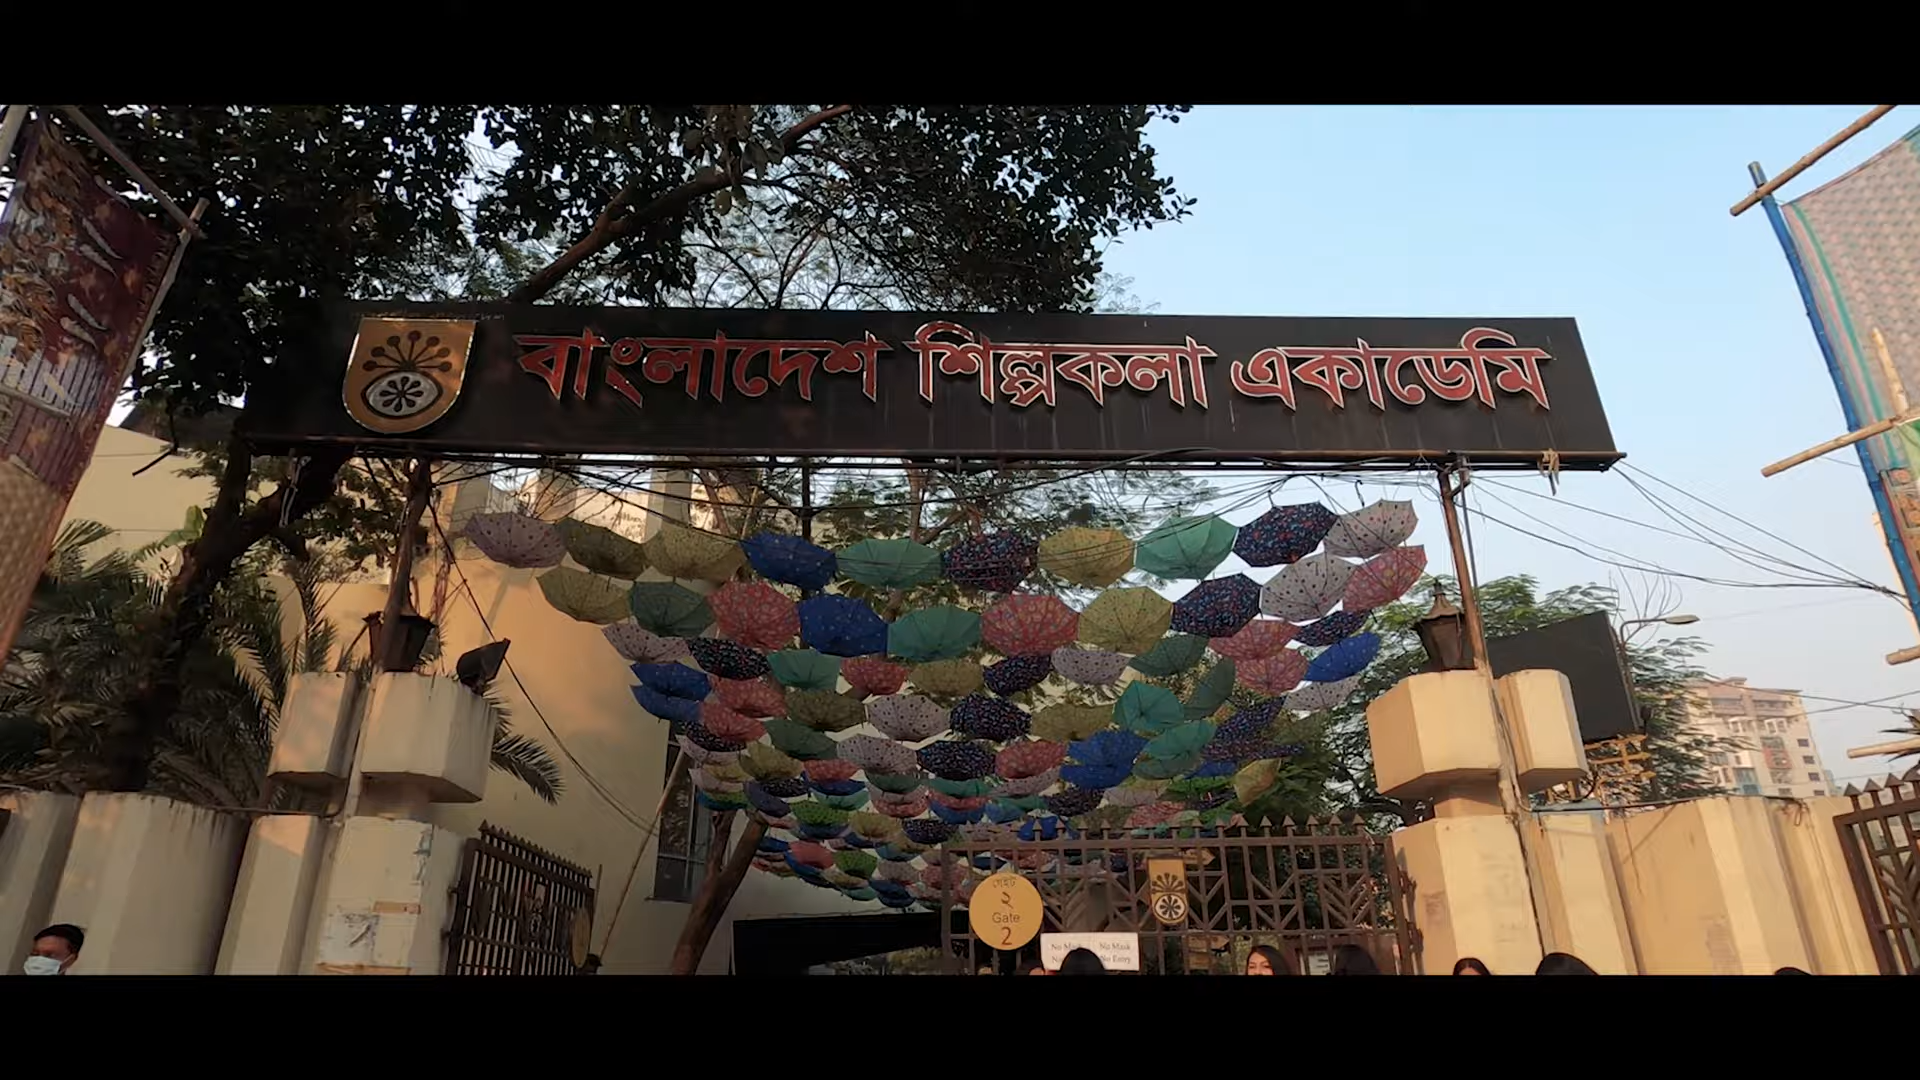 বাংলাদেশ শিল্পকলা একাডেমি
গেইট
২
Gate
2
No Mask
No Entry